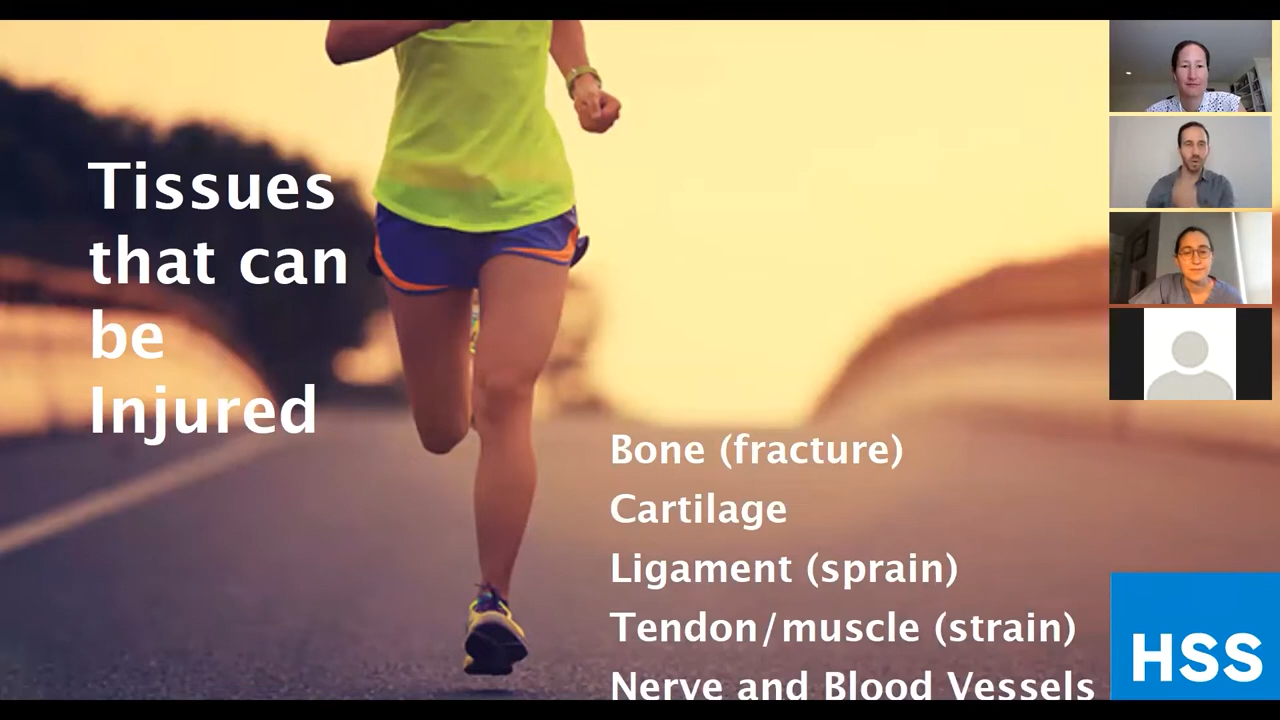 Tissues
that can
be
Injured
Bone (fracture)
Cartilage
Ligament (sprain)
Tendon/muscle (strain)
Nerve and Blood Vessels
HSS